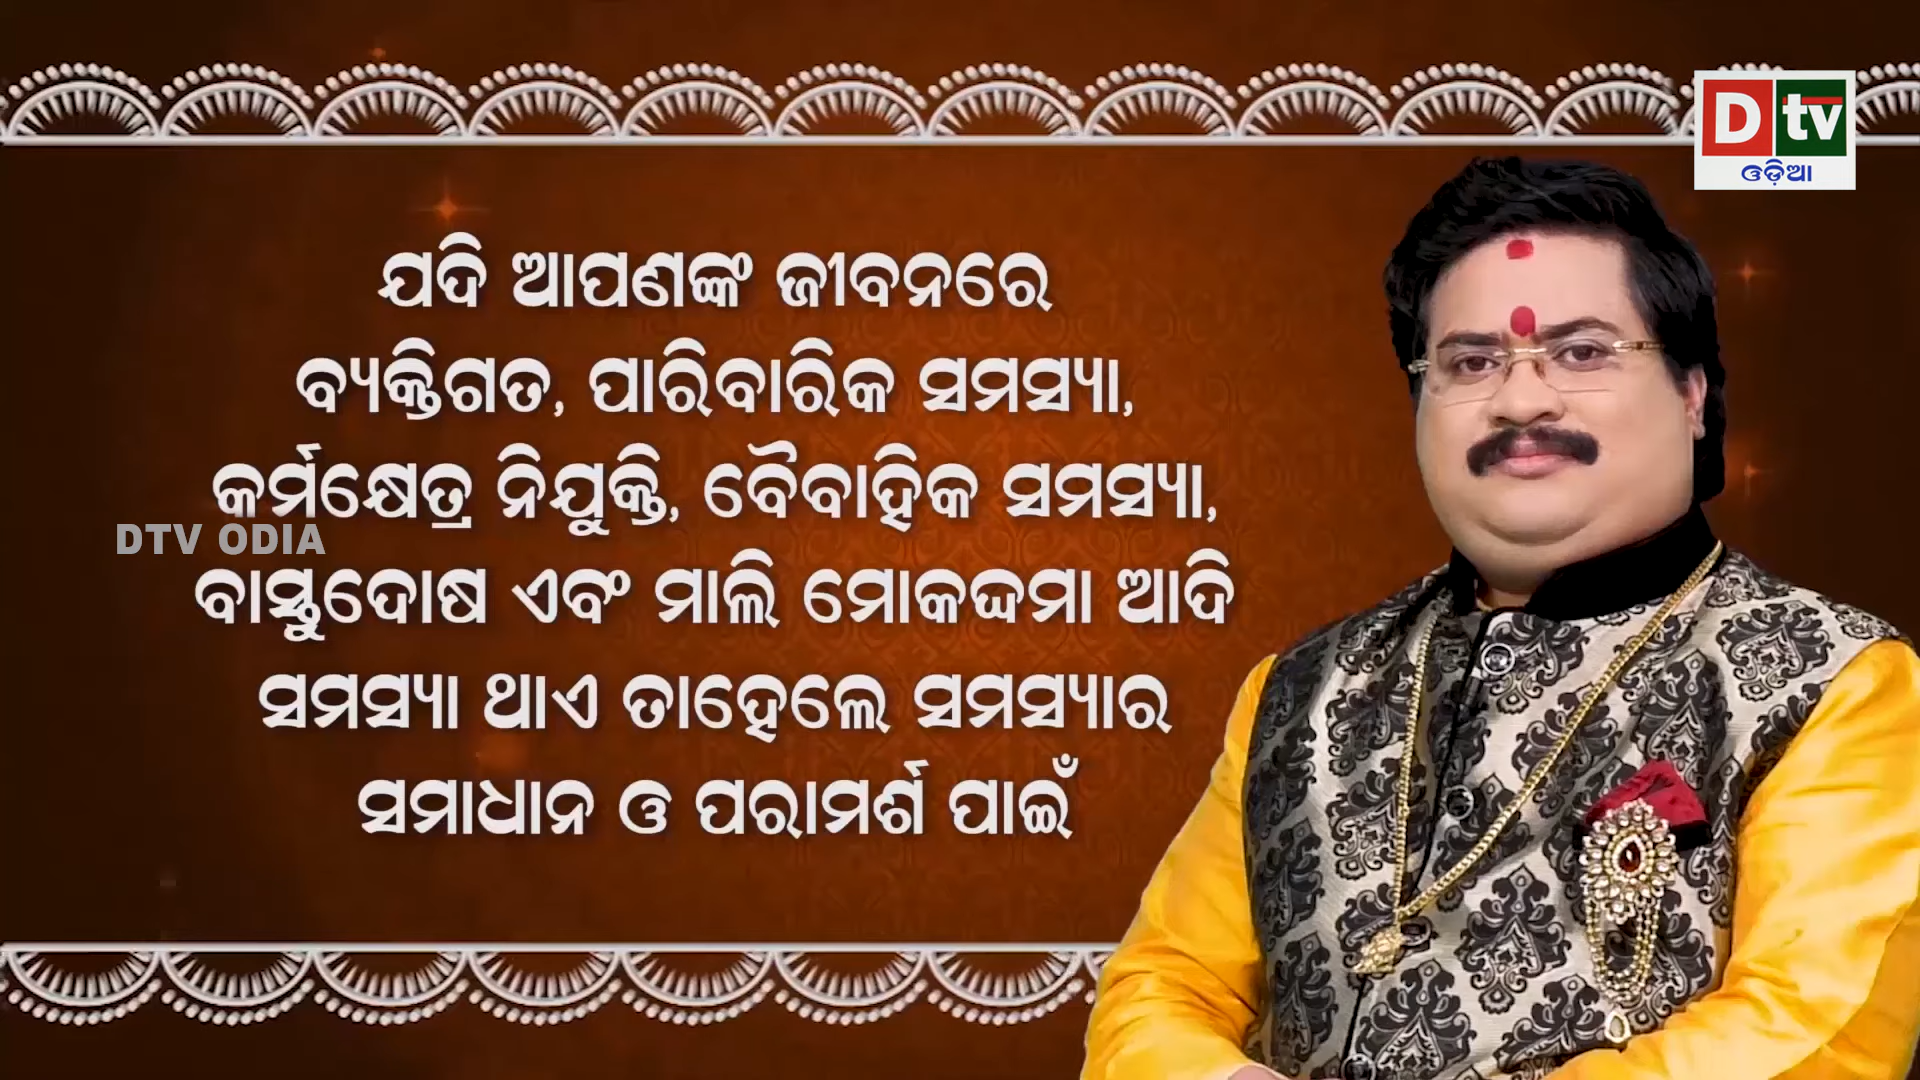 Dtv
ଓଡ଼ିଆ
ଯଦି ଆପଣଙ୍କ ଜୀବନରେ
ବ୍ୟକ୍ତିଗତ, ପାରିବାରିକ ସମସ୍ୟା,
କର୍ମକ୍ଷେତ୍ର ନିଯୁକ୍ତି, ବୈବାହିକ ସମସ୍ୟା,
DTV ODIA
ବାସ୍ତୁଦୋଷ ଏବଂ ମାଲି ମୋକଦ୍ଦମା ଆଦି
ସମସ୍ୟା ଥାଏ ତାହେଲେ ସମସ୍ୟାର
ସମାଧାନ ଓ ପରାମର୍ଶ ପାଇଁ